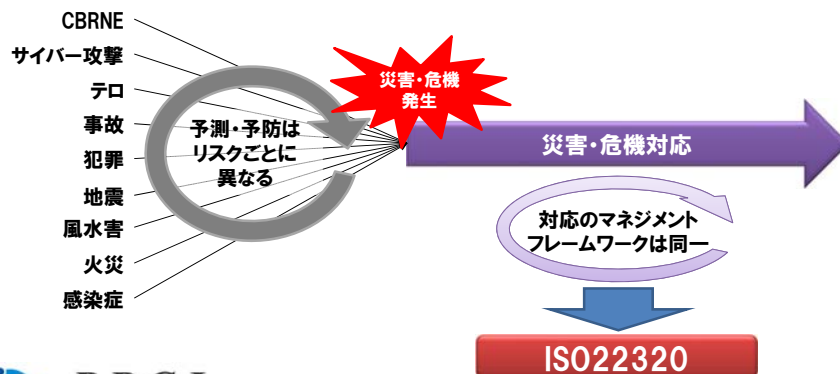 CBRNE
サイバー攻撃
テロ
事故
犯罪
地震
風水害
火災
感染症
予測・予防は
リスクごとに
異なる
災害・危機
発生
災害・危機対応
対応のマネジメント
フレームワークは同一
ISO22320